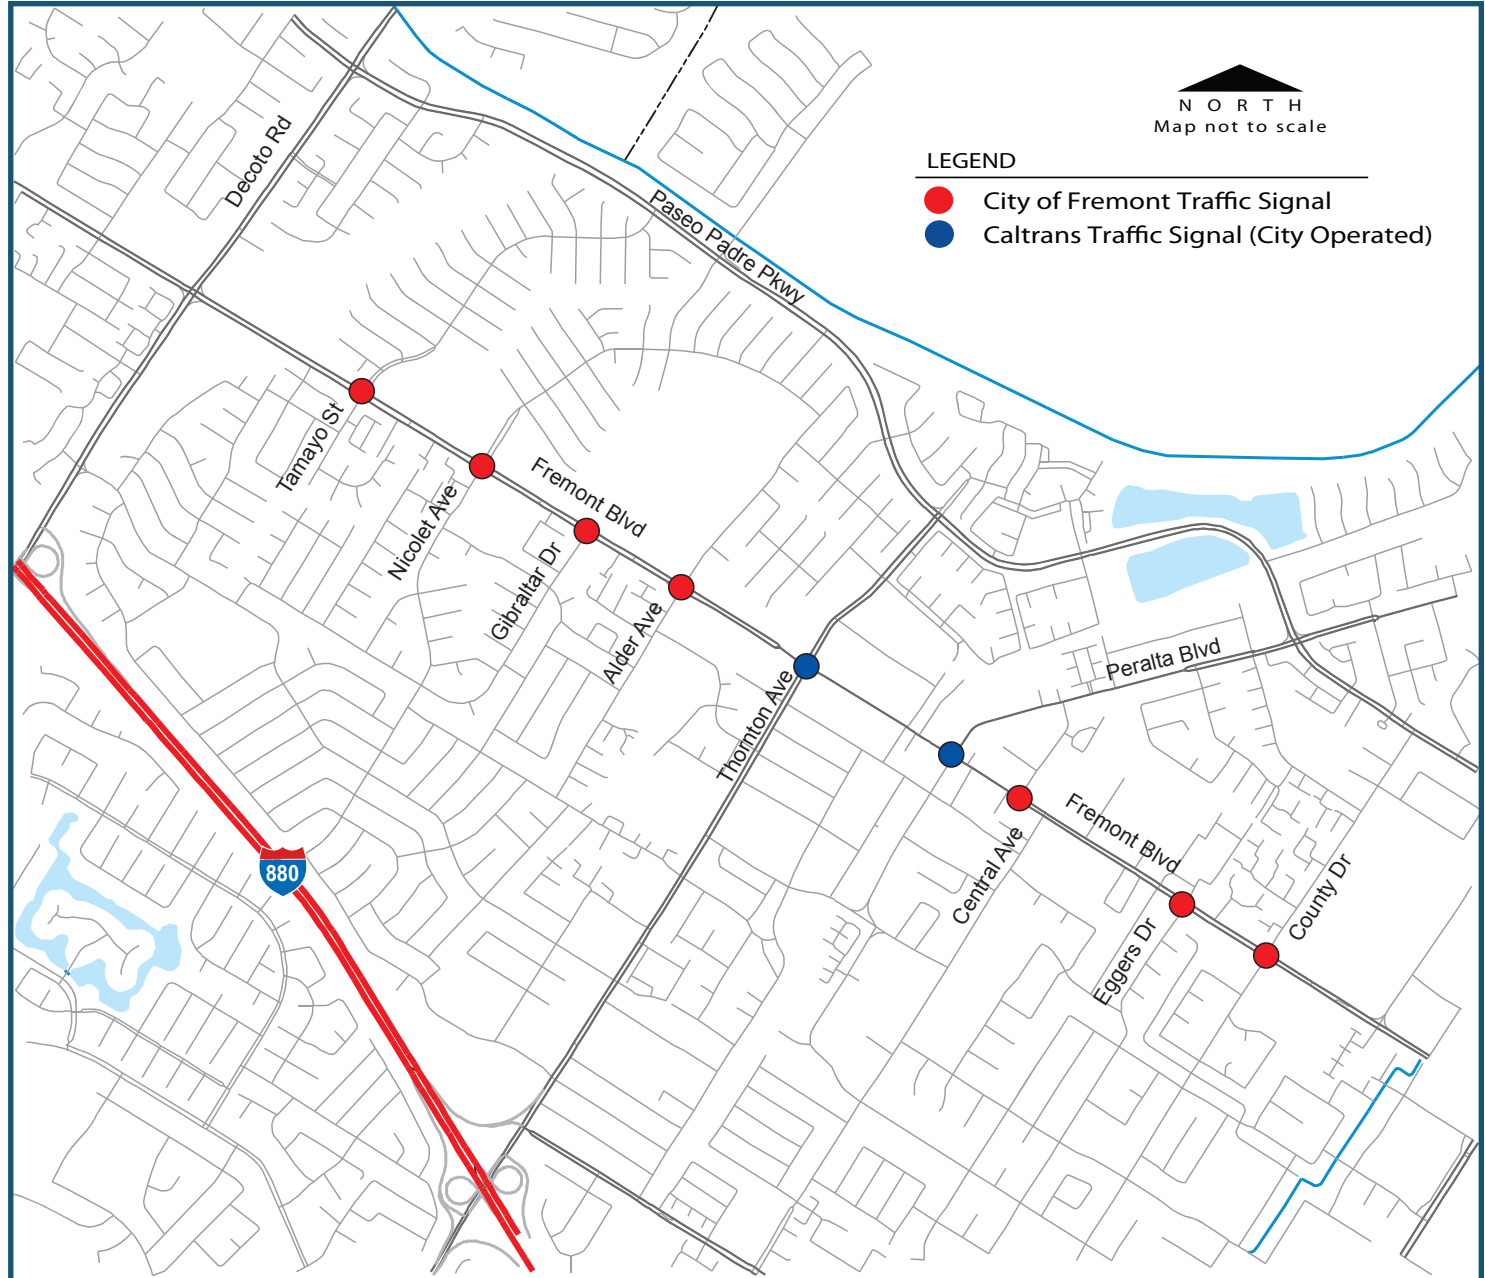 N O R T H
Map not to scale
LEGEND
City of Fremont Traffic Signal
Caltrans Traffic Signal (City Operated)
Decoto Rd
Paseo Padre Pkwy
Tamayo St
Nicolet Ave
Fremont Blvd
Gibraltar Dr
Alder Ave
Thornton Ave
Peralta Blvd
Fremont Blvd
Central Ave
County Dr
Eggers Dr
880